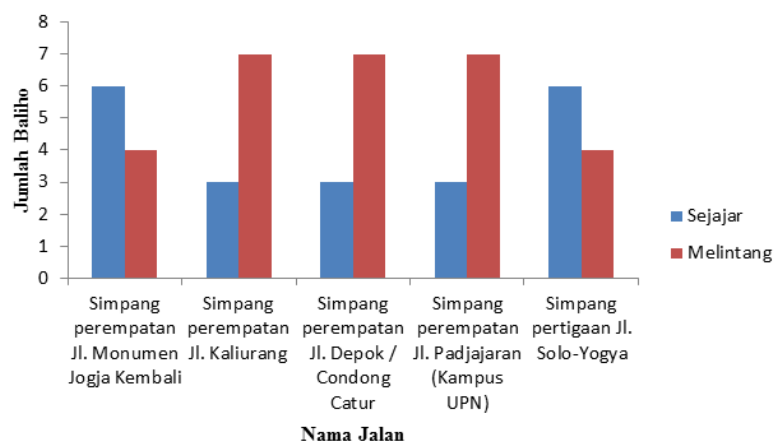 8
7
6
5
4
3
2
1
0
Jumlah Baliho
Simpang
perempatan
Jl. Monumen
Jogja Kembali
Simpang
perempatan
Jl. Kaliurang
Simpang
perempatan
Jl. Depok /
Condong
Catur
Simpang
perempatan
Jl. Padjajaran
(Kampus
UPN)
Simpang
pertigaan Jl.
Solo-Yogya
Nama Jalan
Sejajar
Melintang